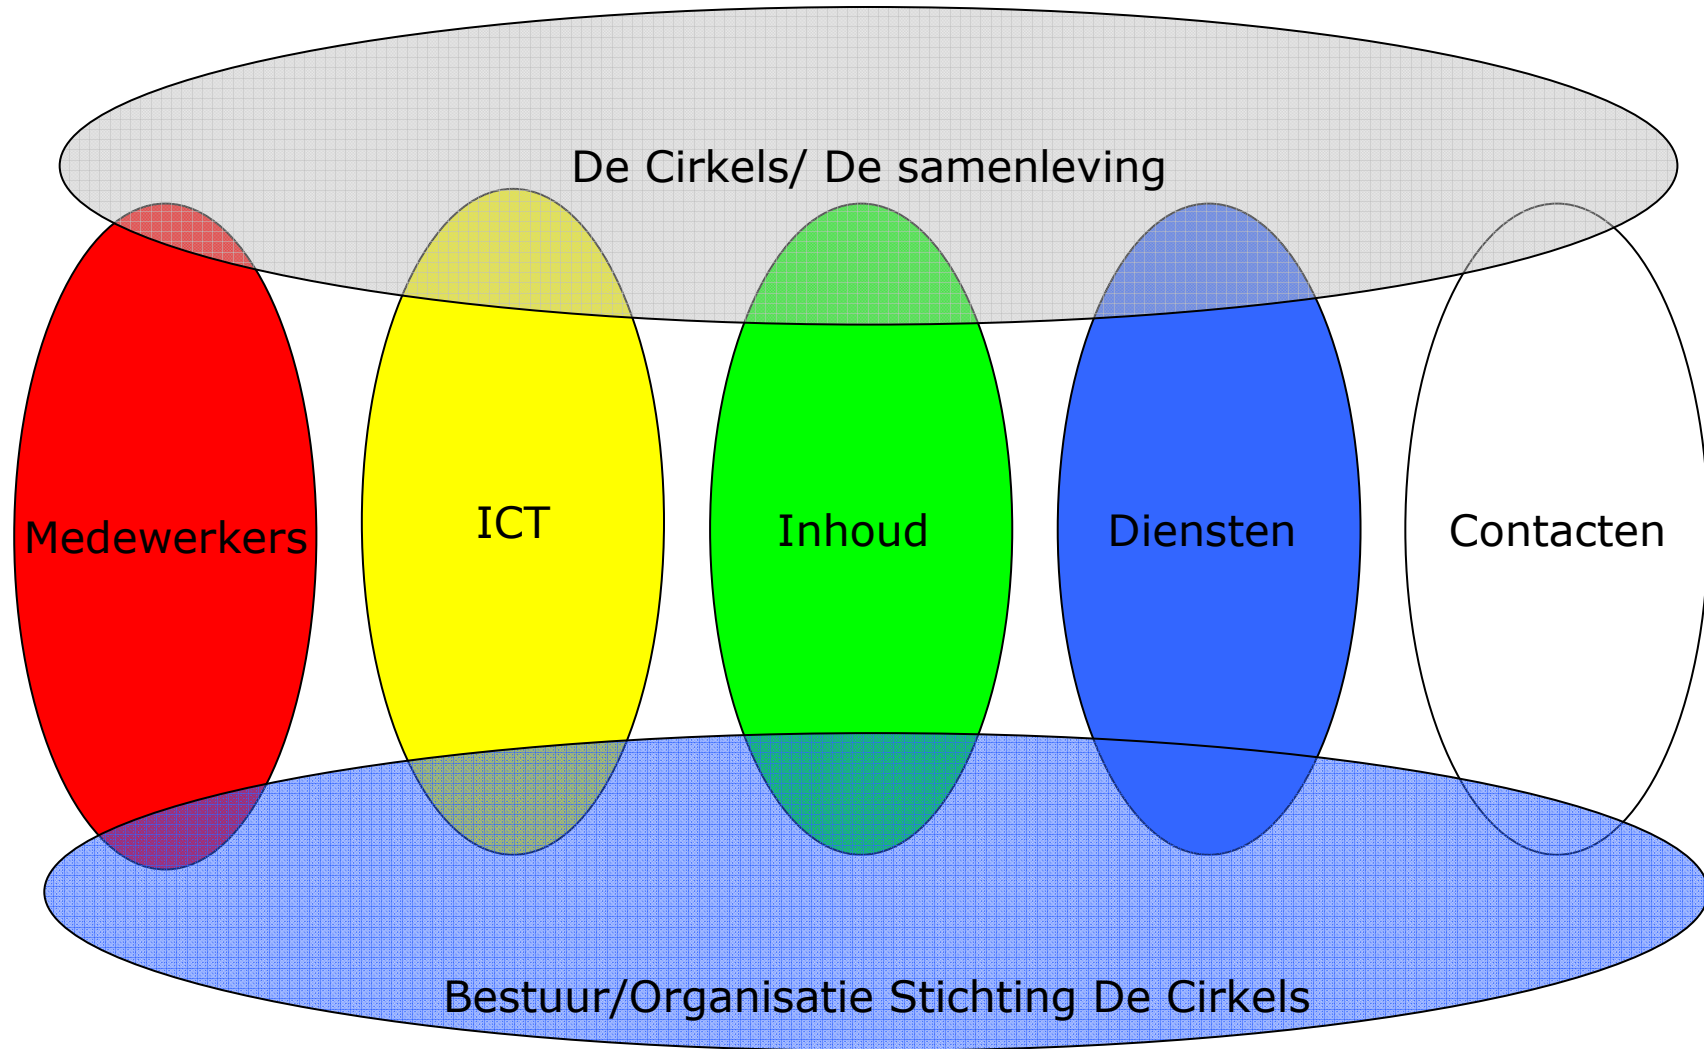 De Cirkels/ De samenleving
Medewerkers
ICT
Inhoud
Diensten
Contacten
Bestuur/Organisatie Stichting De Cirkels